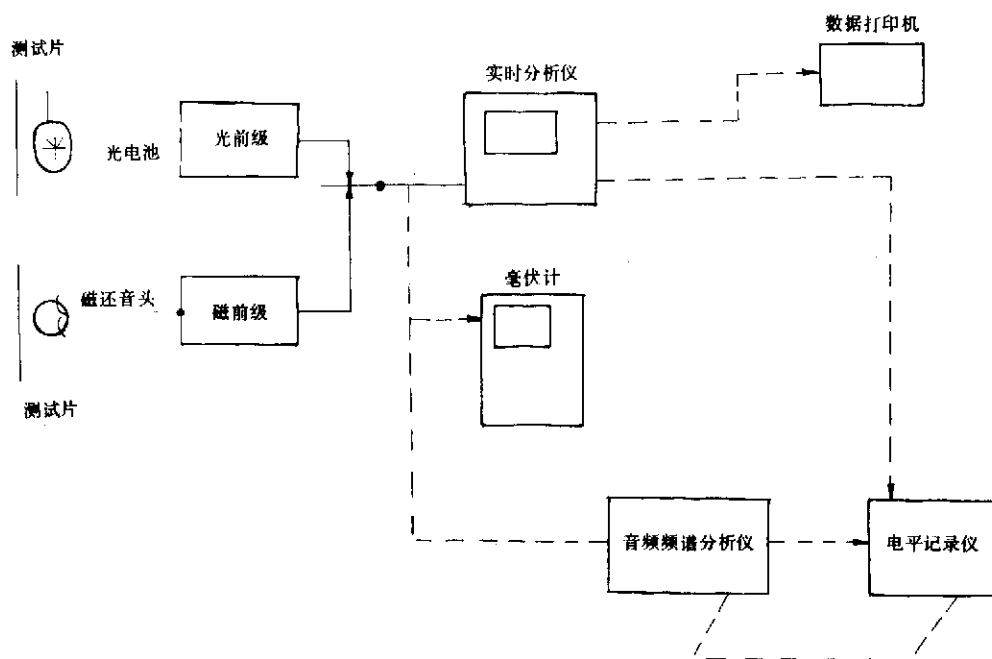 数据打印机
测试片
实时分析仪
光前级
光电池
毫伏计
磁还音头
磁前级
测试片
音频频谱分析仪
电平记录仪